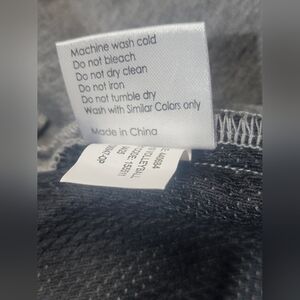 Machine wash cold
Do not bleach
Do not dry clean
Do not iron
Do not tumble dry
Wash with Similar Colors only
Made in China
VOLLEYBALL